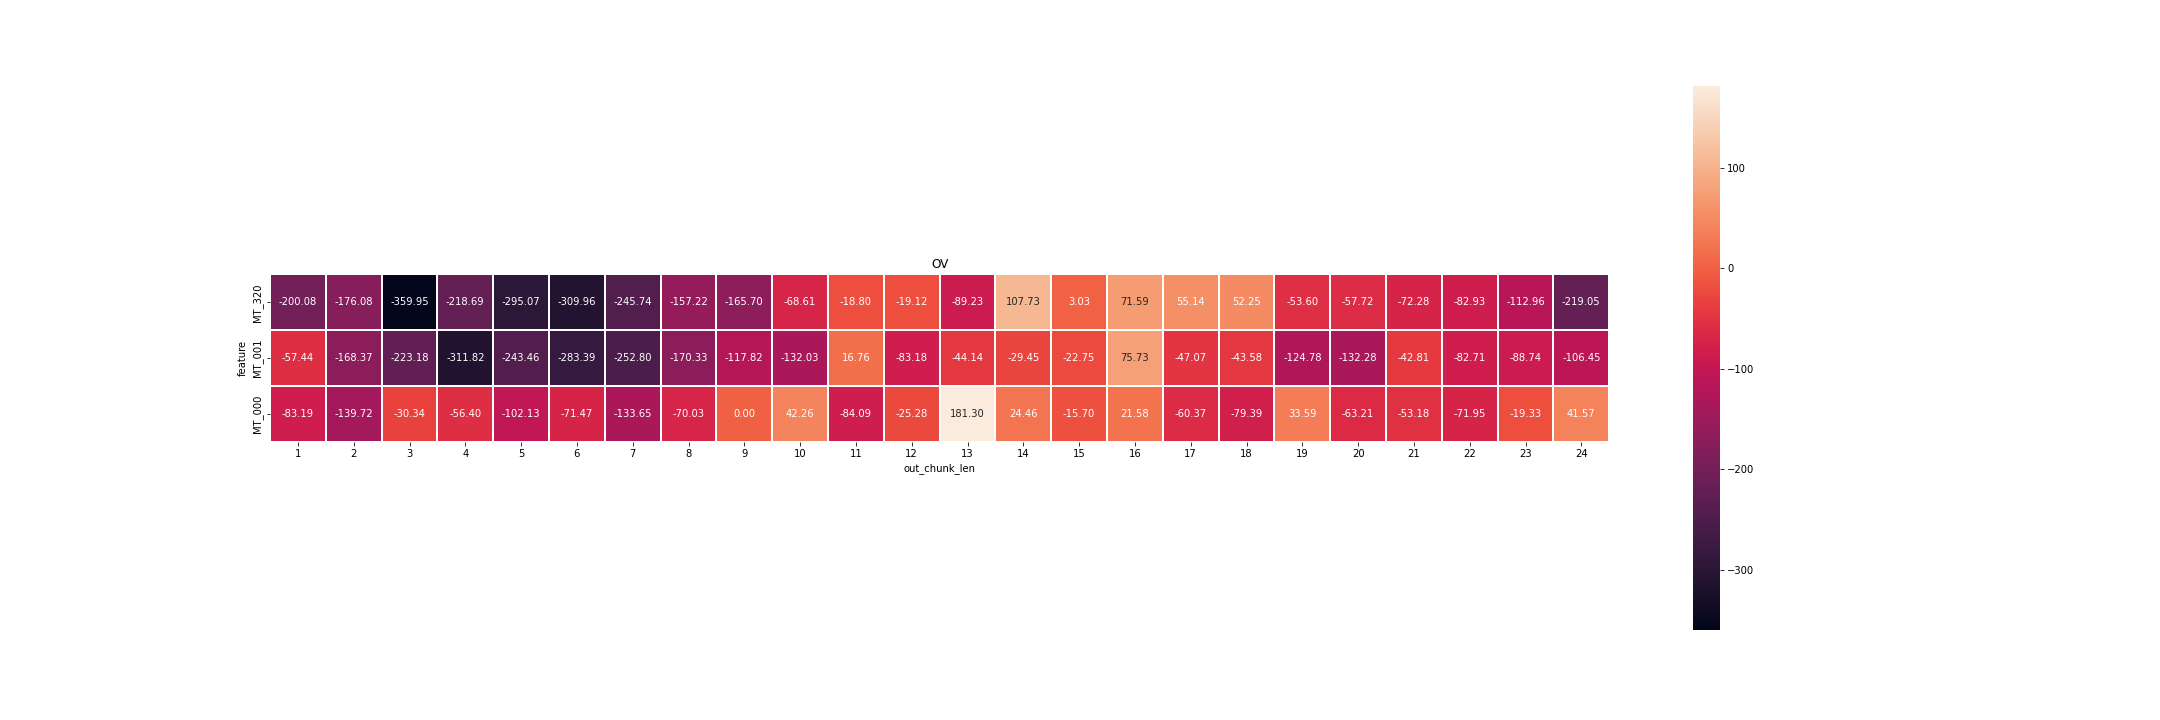 OV
MT_320 -200.08 -176.08 -359.95 -218.69 -295.07 -309.96 -245.74 -157.22 -165.70 -68.61 -18.80 -19.12 -89.23 107.73 3.03 71.59 55.14 52.25 -53.60 -57.72 -72.28 -82.93 -112.96 -219.05
feature
MT_001 -57.44 -168.37 -223.18 -311.82 -243.46 -283.39 -252.80 -170.33 -117.82 -132.03 16.76 -83.18 -44.14 -29.45 -22.75 75.73 -47.07 -43.58 -124.78 -132.28 -42.81 -82.71 -88.74 -106.45
MT_000 -83.19 -139.72 -30.34 -56.40 -102.13 -71.47 -133.65 -70.03 0.00 42.26 -84.09 -25.28 181.30 24.46 -15.70 21.58 -60.37 -79.39 33.59 -63.21 -53.18 -71.95 -19.33 41.57
1 2 3 4 5 6 7 8 9 10 11 12 13 14 15 16 17 18 19 20 21 22 23 24
out_chunk_len
100
0
−100
−200
−300